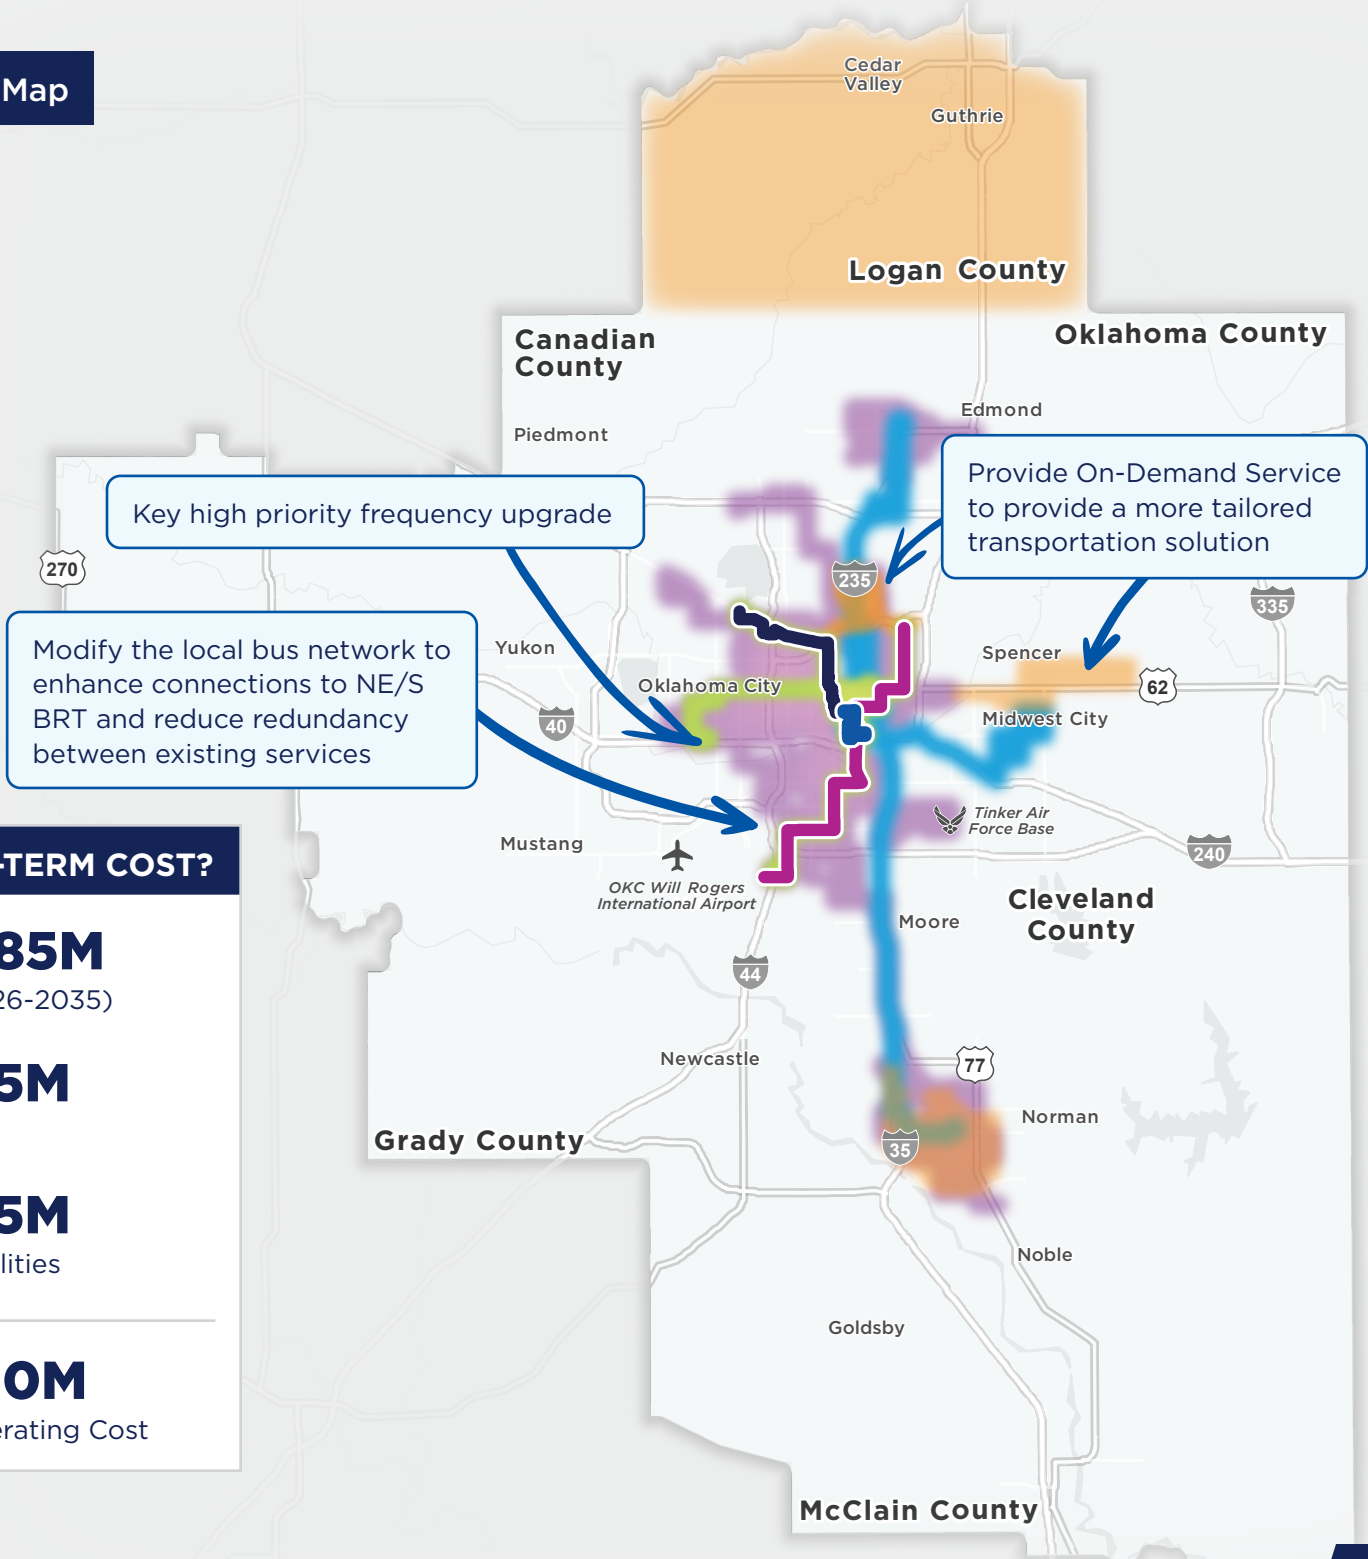 Map
Cedar
Valley
Guthrie
Logan County
Canadian
County
Oklahoma County
Edmond
Piedmont
Provide On-Demand Service
to provide a more tailored
transportation solution
Key high priority frequency upgrade
270
235
335
Modify the local bus network to
enhance connections to NE/S
BRT and reduce redundancy
between existing services
Yukon
Spencer
Oklahoma City
62
40
Midwest City
Tinker Air
Force Base
Mustang
240
-TERM COST?
OKC Will Rogers
International Airport
Cleveland
County
Moore
85M
26-2035)
44
Newcastle
77
5M
Norman
Grady County
35
5M
lities
Noble
Goldsby
0M
erating Cost
McClain County